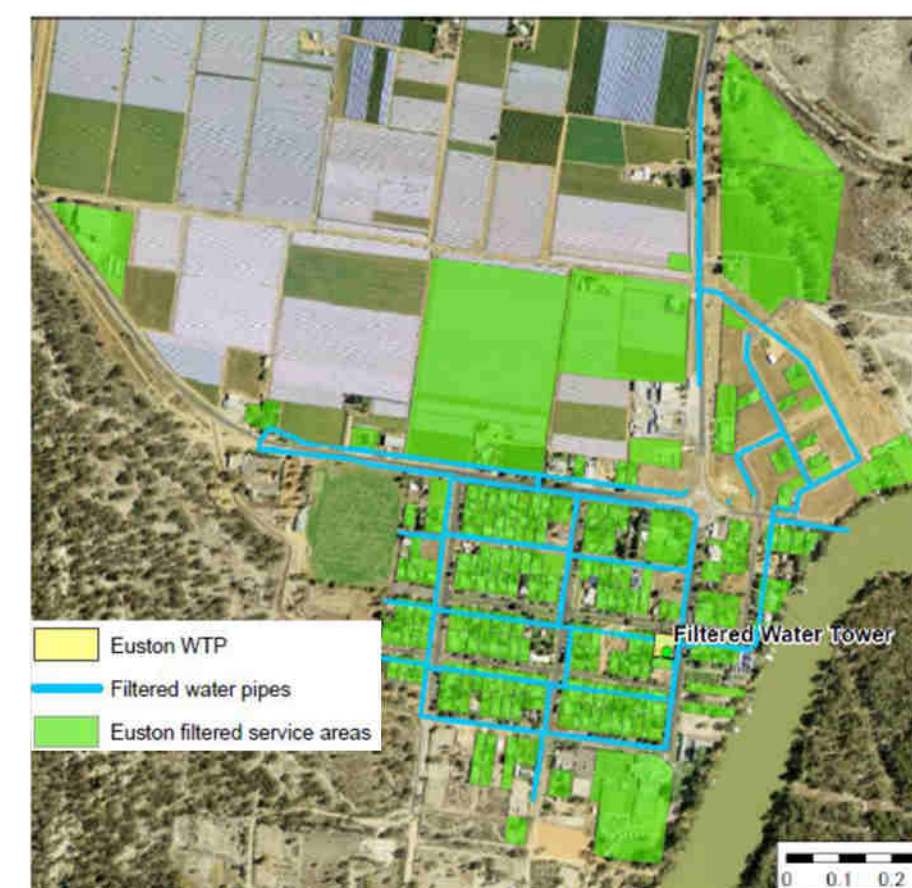 Filtered Water Tower
Euston WTP
Filtered water pipes
Euston filtered service areas
0 0.1 0.2